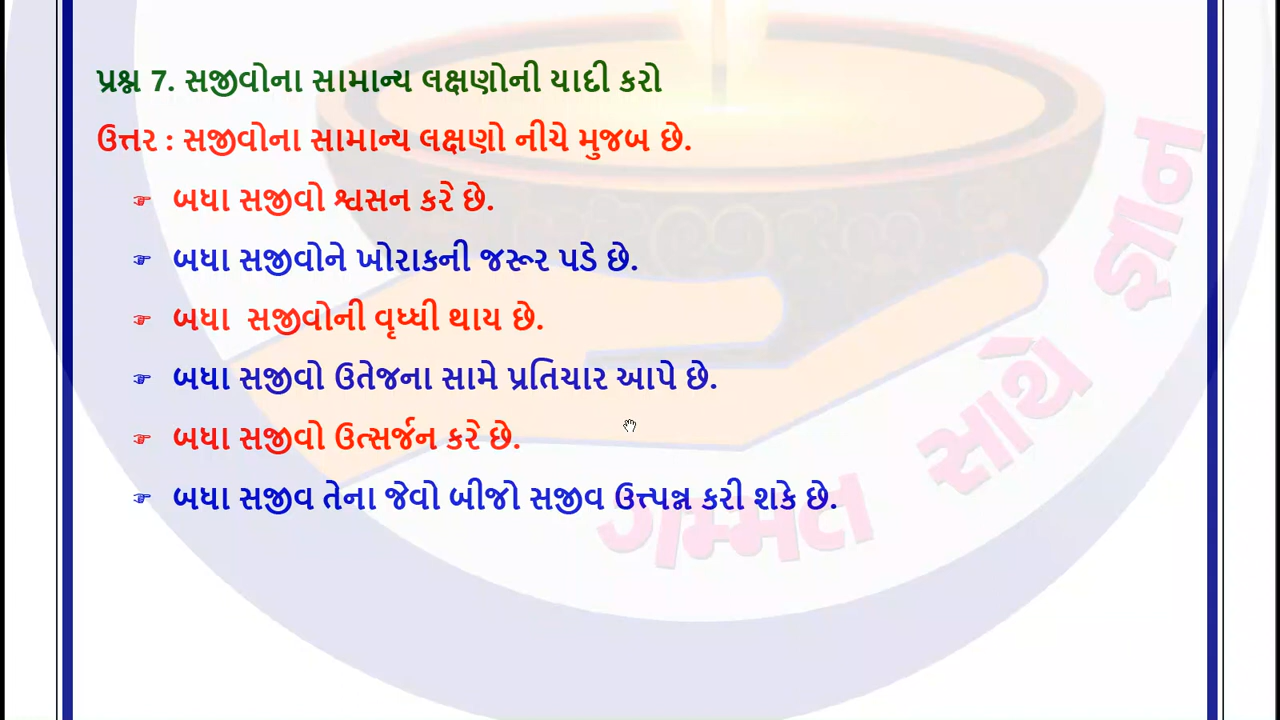 પ્રશ્ન 7. સજીવોના સામાન્ય લક્ષણોની યાદી કરો
ઉત્તર : સજીવોના સામાન્ય લક્ષણો નીચે મુજબ છે.
☞ બધા સજીવો શ્વસન કરે છે.
☞ બધા સજીવોને ખોરાકની જરૂર પડે છે.
☞ બધા સજીવોની વૃધ્ધી થાય છે.
☞ બધા સજીવો ઉતેજના સામે પ્રતિચાર આપે છે.
☞ બધા સજીવો ઉત્સર્જન કરે છે.
☞ બધા સજીવ તેના જેવો બીજો સજીવ ઉત્ત્પન્ન કરી શકે છે.
ગમ્મત સાથે જ્ઞાન